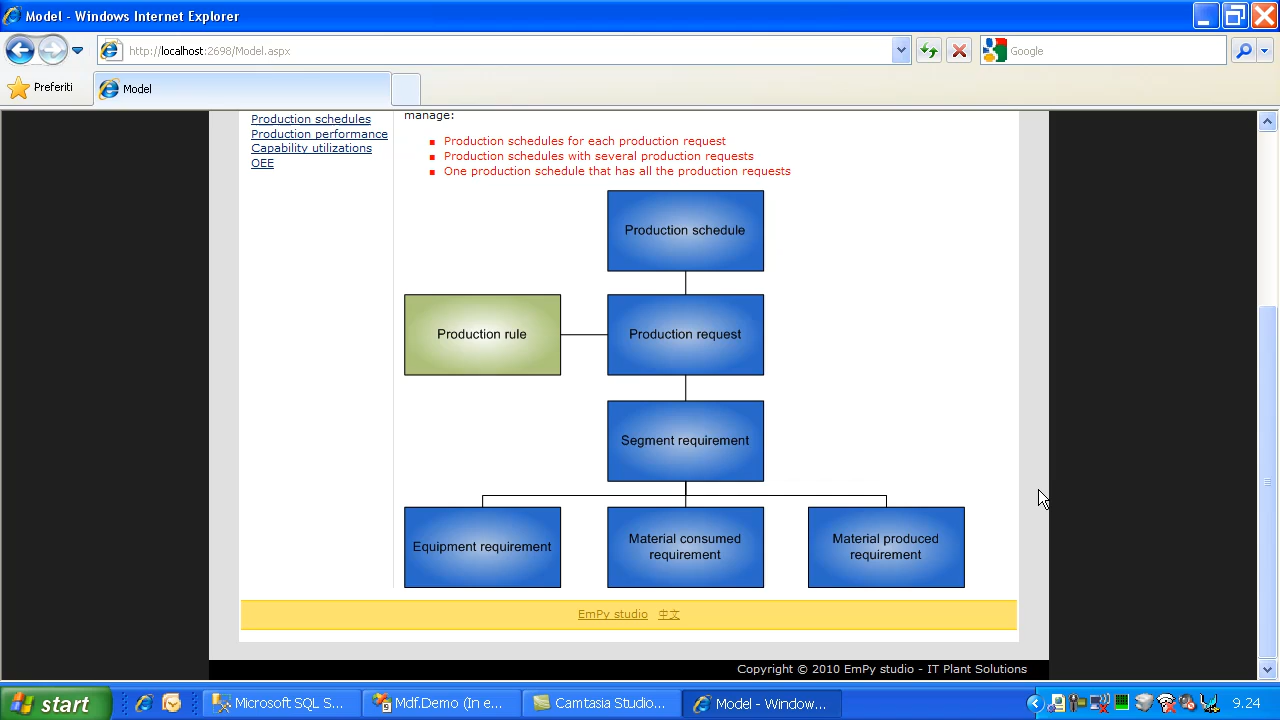 Model - Windows Internet Explorer
http://localhost:2698/Model.aspx
Google
Preferiti
Model
Production schedules
Production performance
Capability utilizations
OEE
manage:
Production schedules for each production request
Production schedules with several production requests
One production schedule that has all the production requests
Production schedule
Production rule
Production request
Segment requirement
Equipment requirement
Material consumed
requirement
Material produced
requirement
EmPy studio 中文
Copyright © 2010 EmPy studio - IT Plant Solutions
start
Microsoft SQL S...
Mdf.Demo (In e...
Camtasia Studio...
Model - Window...
9.24